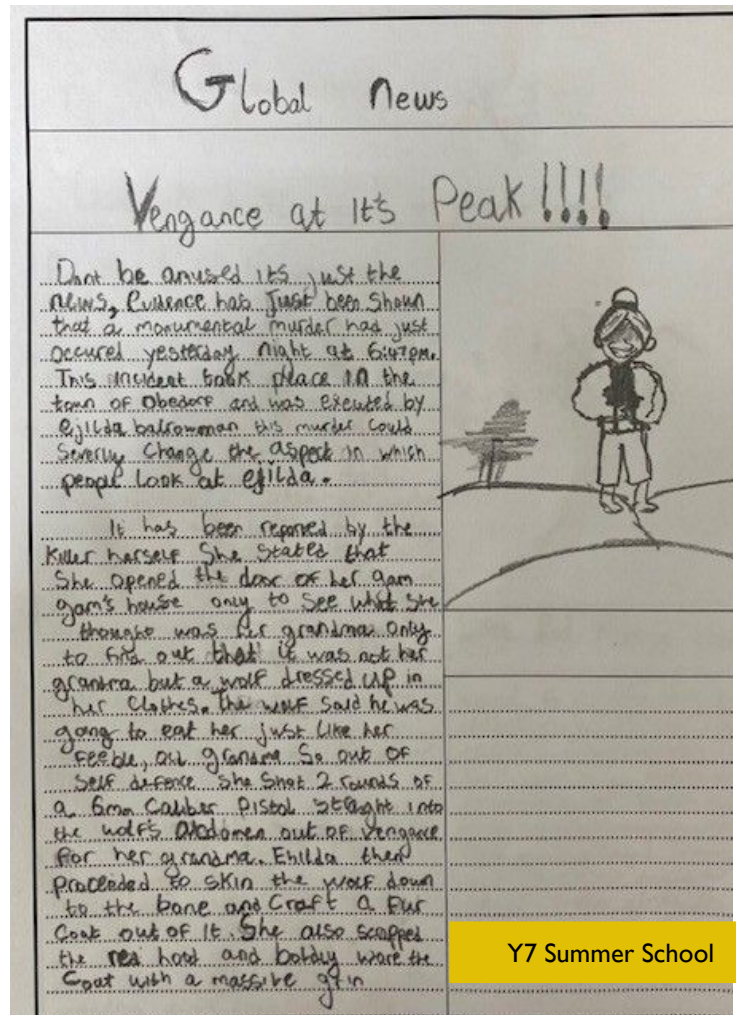 Global News
Vengance at It's Peak!!!!
Dont be amused its just the
news, Evidence has Just been Shown
that a monumental murder had just
occured yesterday night at 6:47pm.
This incident took place in the
town of Obedorf and was executed by
Ejilda balrowman this murder could
Severly change the aspect in which
people Look at ejilda.
It has been reported by the
Killer herself She stated that
She opened the door of her gam
gam's house only to see what she
thought was her grandma only
to find out that it was not her
grandma but a wolf dressed up in
her Clothes. The wolf said he was
going to eat her just like her
Feeble, old grandma So out of
Self defence she shot 2 rounds of
a 6mm Caliber Pistol straight into
the wolfs abdomen out of vengance
for her grandma. Ehilda then
Proceeded to skin the wolf down
to the bone and Craft a Fur
Coat out of it. She also scrapped
the red hood and boldly wore the
Coat with a massive grin
Y7 Summer School